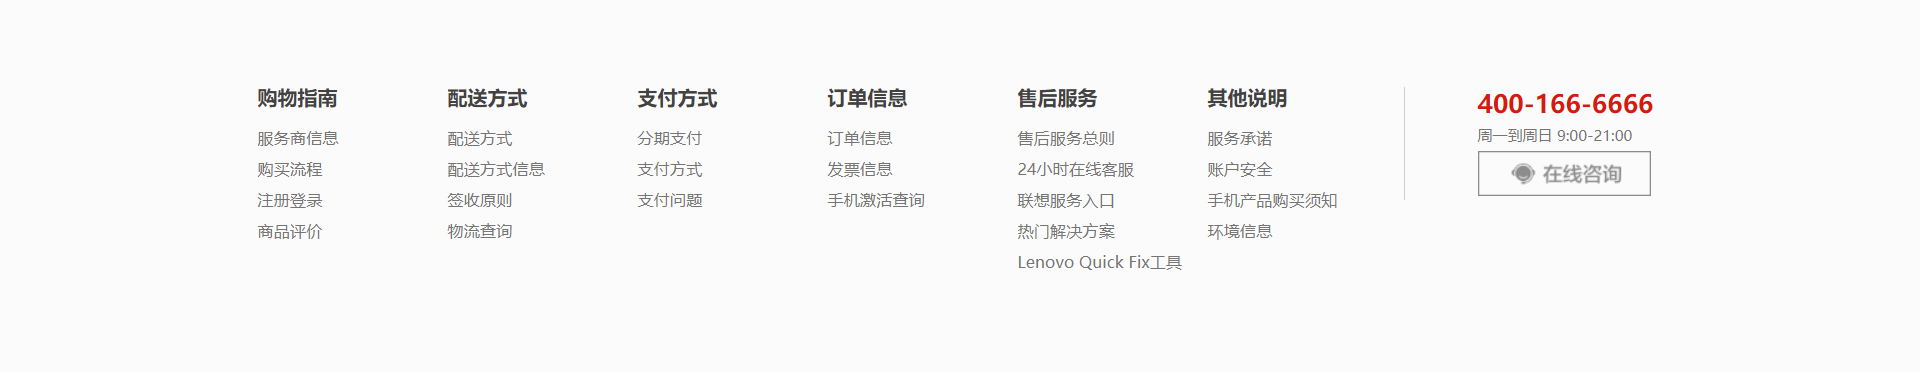 购物指南
服务商信息
购买流程
注册登录
商品评价
配送方式
配送方式
配送方式信息
签收原则
物流查询
支付方式
分期支付
支付方式
支付问题
订单信息
订单信息
发票信息
手机激活查询
售后服务
售后服务总则
24小时在线客服
联想服务入口
热门解决方案
Lenovo Quick Fix工具
其他说明
服务承诺
账户安全
手机产品购买须知
环境信息
400-166-6666
周一到周日 9:00-21:00
在线咨询